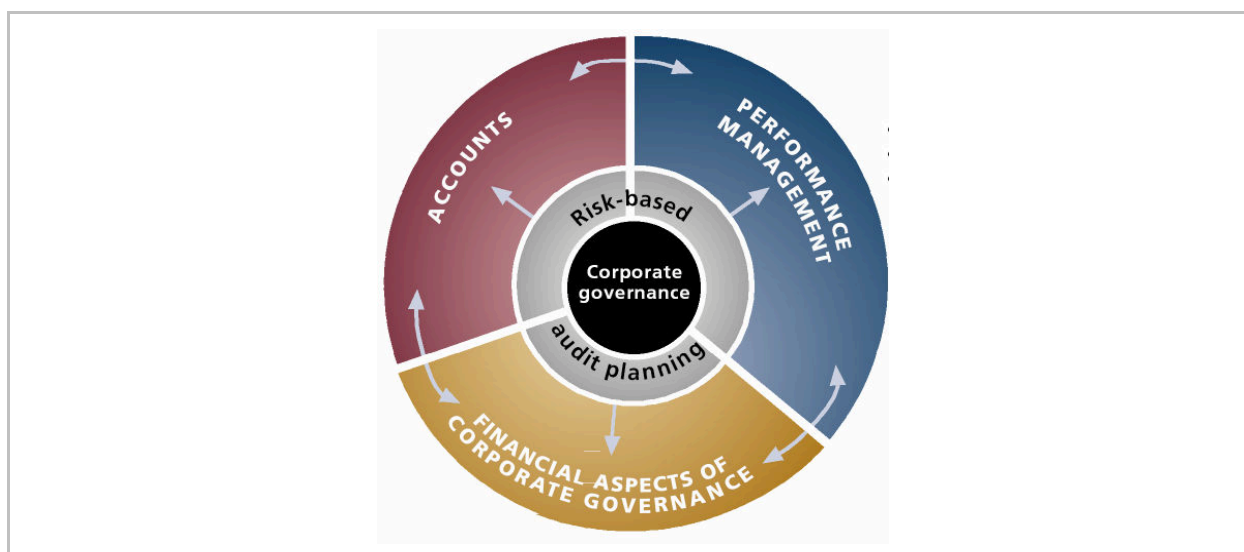 ACCOUNTS
PERFORMANCE
MANAGEMENT
Risk-based
Corporate
governance
audit planning
FINANCIAL ASPECTS OF
CORPORATE GOVERNANCE